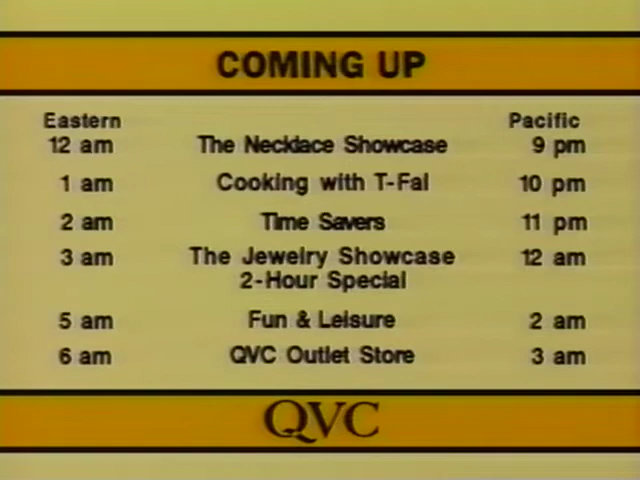 COMING UP
Eastern Pacific
12 am The Necklace Showcase 9 pm
1 am Cooking with T-Fal 10 pm
2 am Time Savers 11 pm
3 am The Jewelry Showcase 12 am
2-Hour Special
5 am Fun & Leisure 2 am
6 am QVC Outlet Store 3 am
QVC